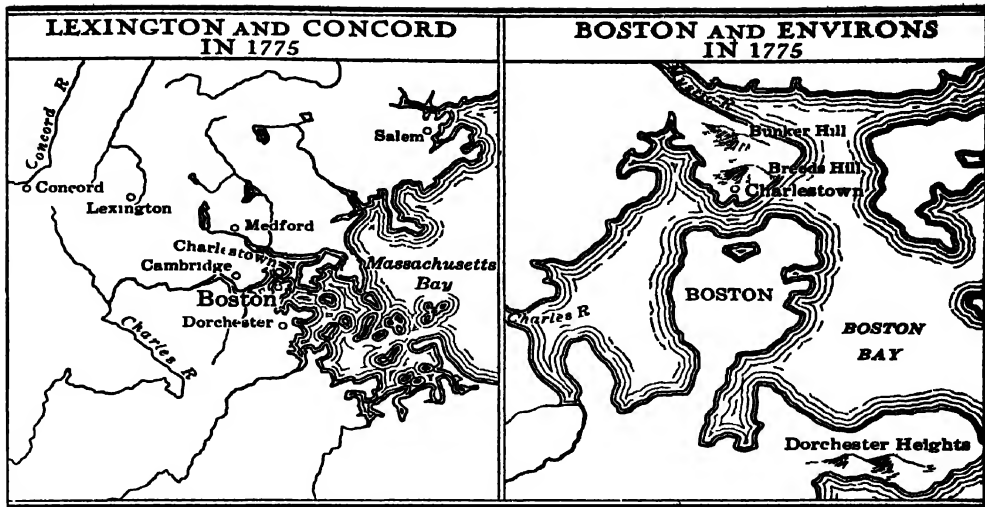 LEXINGTON AND CONCORD
IN 1775
Concord R
Salem
Concord
Lexington
Medford
Charlestown
Cambridge
Massachusetts
Bay
Boston
Dorchester
Charles R
BOSTON AND ENVIRONS
IN 1775
Mystic R
Bunker Hill
Breeds Hill
Charlestown
BOSTON
Charles R
BOSTON
BAY
Dorchester Heights